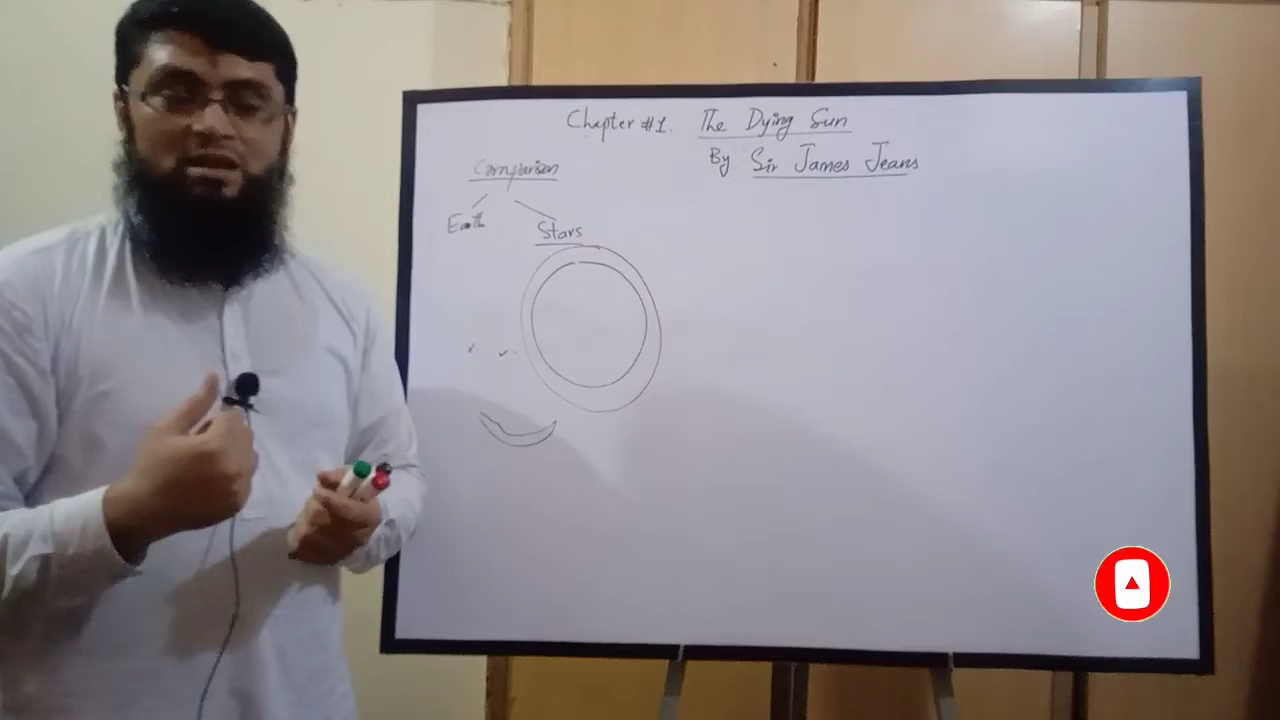 Chapter #1. The Dying Sun
By Sir James Jeans
Comparison
Earth
Stars